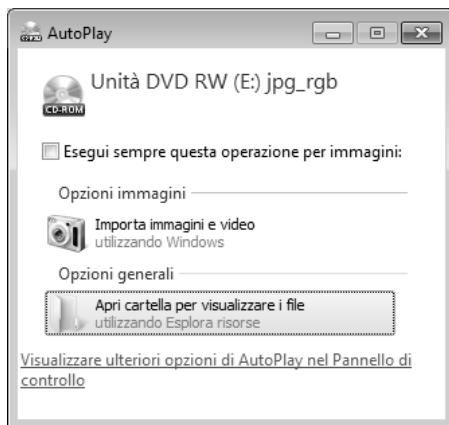 AutoPlay
Unità DVD RW (E:) jpg_rgb
CD-ROM
Esegui sempre questa operazione per immagini:
Opzioni immagini
Importa immagini e video
utilizzando Windows
Opzioni generali
Apri cartella per visualizzare i file
utilizzando Esplora risorse
Visualizzare ulteriori opzioni di AutoPlay nel Pannello di
controllo